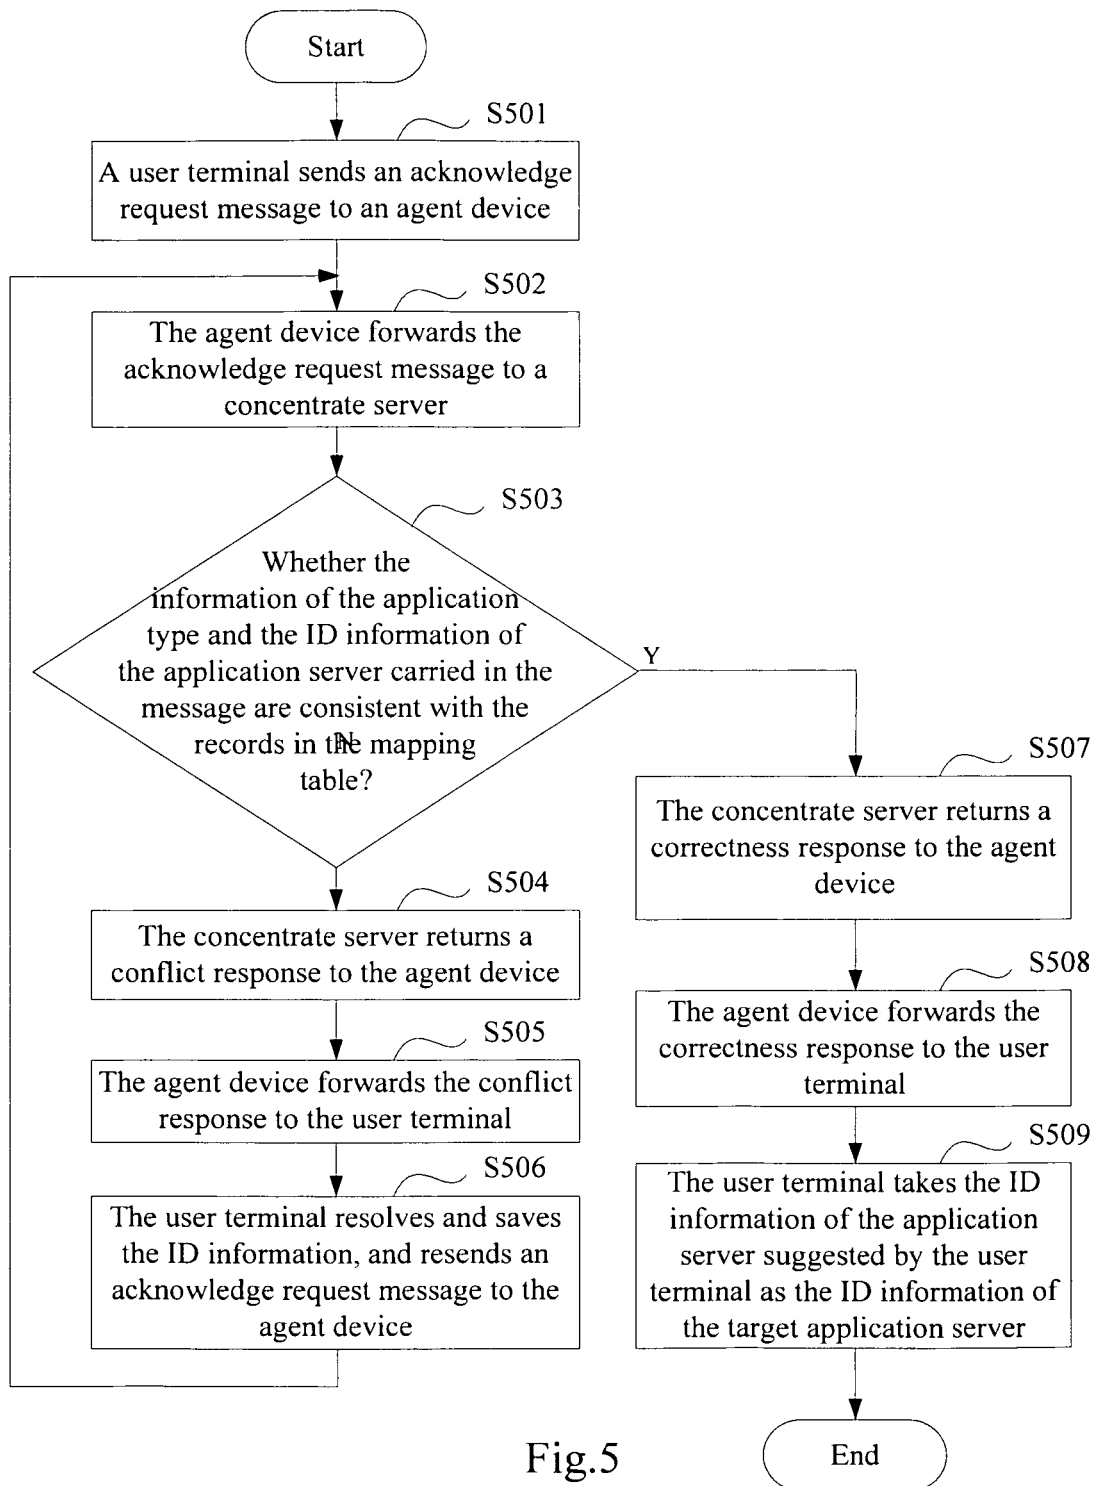 Start
S501
A user terminal sends an acknowledge
request message to an agent device
S502
The agent device forwards the
acknowledge request message to a
concentrate server
S503
Whether the
information of the application
type and the ID information of
the application server carried in the
message are consistent with the
records in the mapping
table?
N
Y
S504
The concentrate server returns a
conflict response to the agent device
S505
The agent device forwards the conflict
response to the user terminal
S506
The user terminal resolves and saves
the ID information, and resends an
acknowledge request message to the
agent device
S507
The concentrate server returns a
correctness response to the agent
device
S508
The agent device forwards the
correctness response to the user
terminal
S509
The user terminal takes the ID
information of the application
server suggested by the user
terminal as the ID information of
the target application server
End
Fig.5